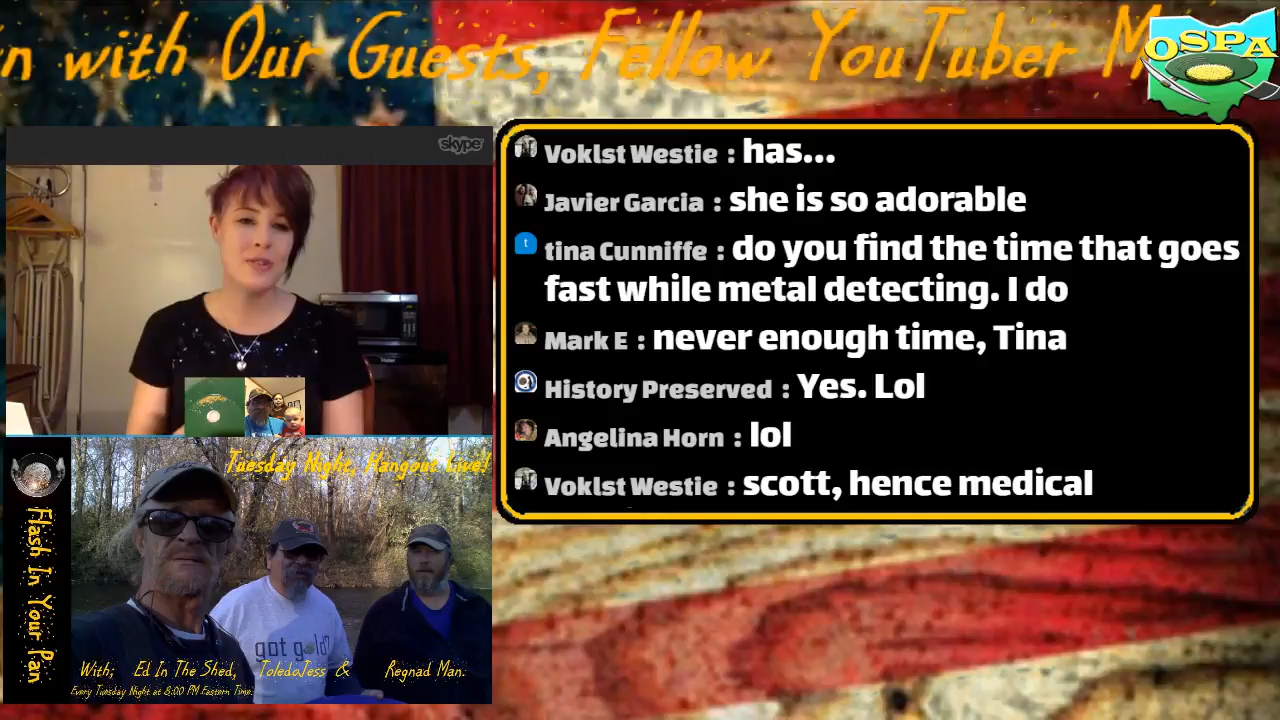 n with Our Guests, Fellow YouTuber M
OSPA
skype
Voklst Westie : has...
Javier Garcia : she is so adorable
t
tina Cunniffe : do you find the time that goes
fast while metal detecting. I do
Mark E : never enough time, Tina
History Preserved : Yes. Lol
Angelina Horn : lol
Voklst Westie : scott, hence medical
Tuesday Night, Hangout Live!
Flash In Your Pan
got gold?
With; Ed In The Shed, ToledoJess & Regnad Man.
Every Tuesday Night at 8:00 PM Eastern Time.